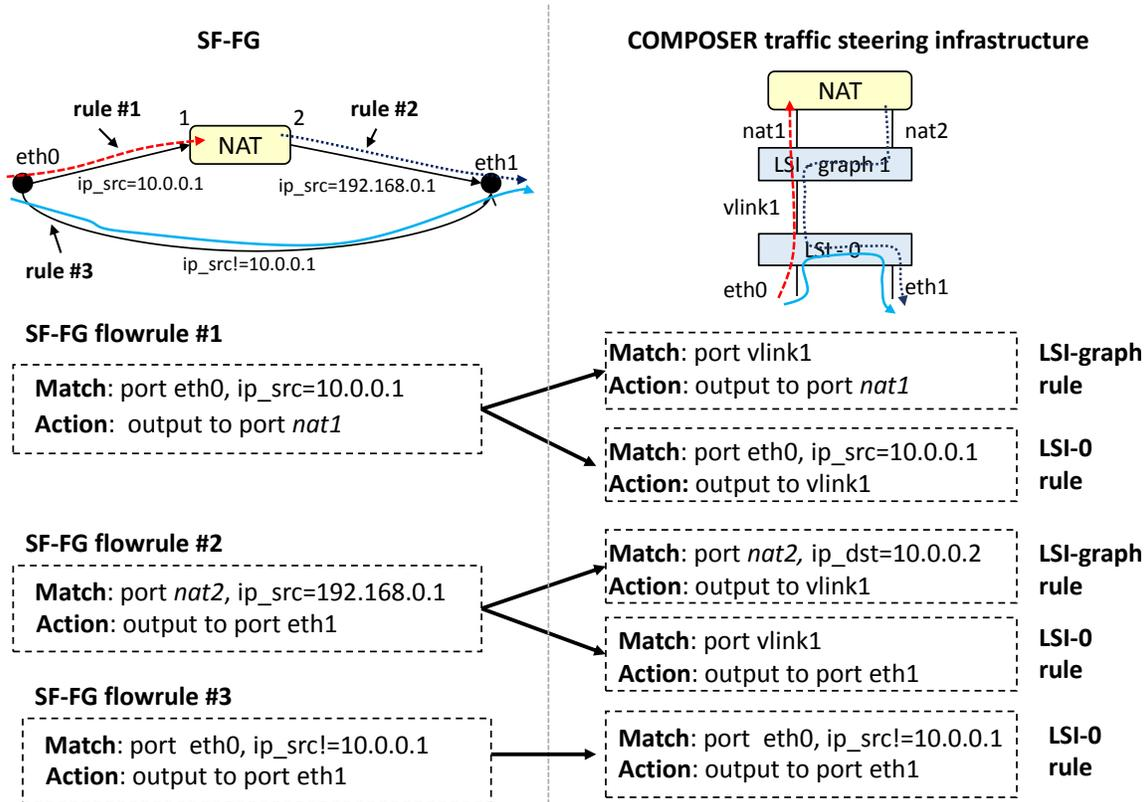 SF-FG
COMPOSER traffic steering infrastructure
rule #1
1
2
rule #2
NAT
eth0
eth1
ip_src=10.0.0.1
ip_src=192.168.0.1
rule #3
ip_src!=10.0.0.1
NAT
nat1
nat2
LSI - graph 1
vlink1
LSI - 0
eth0
eth1
SF-FG flowrule #1
Match: port eth0, ip_src=10.0.0.1
Action: output to port nat1
Match: port vlink1
Action: output to port nat1
LSI-graph
rule
Match: port eth0, ip_src=10.0.0.1
Action: output to vlink1
LSI-0
rule
SF-FG flowrule #2
Match: port nat2, ip_src=192.168.0.1
Action: output to port eth1
Match: port nat2, ip_dst=10.0.0.2
Action: output to vlink1
LSI-graph
rule
Match: port vlink1
Action: output to port eth1
LSI-0
rule
SF-FG flowrule #3
Match: port eth0, ip_src!=10.0.0.1
Action: output to port eth1
Match: port eth0, ip_src!=10.0.0.1
Action: output to port eth1
LSI-0
rule